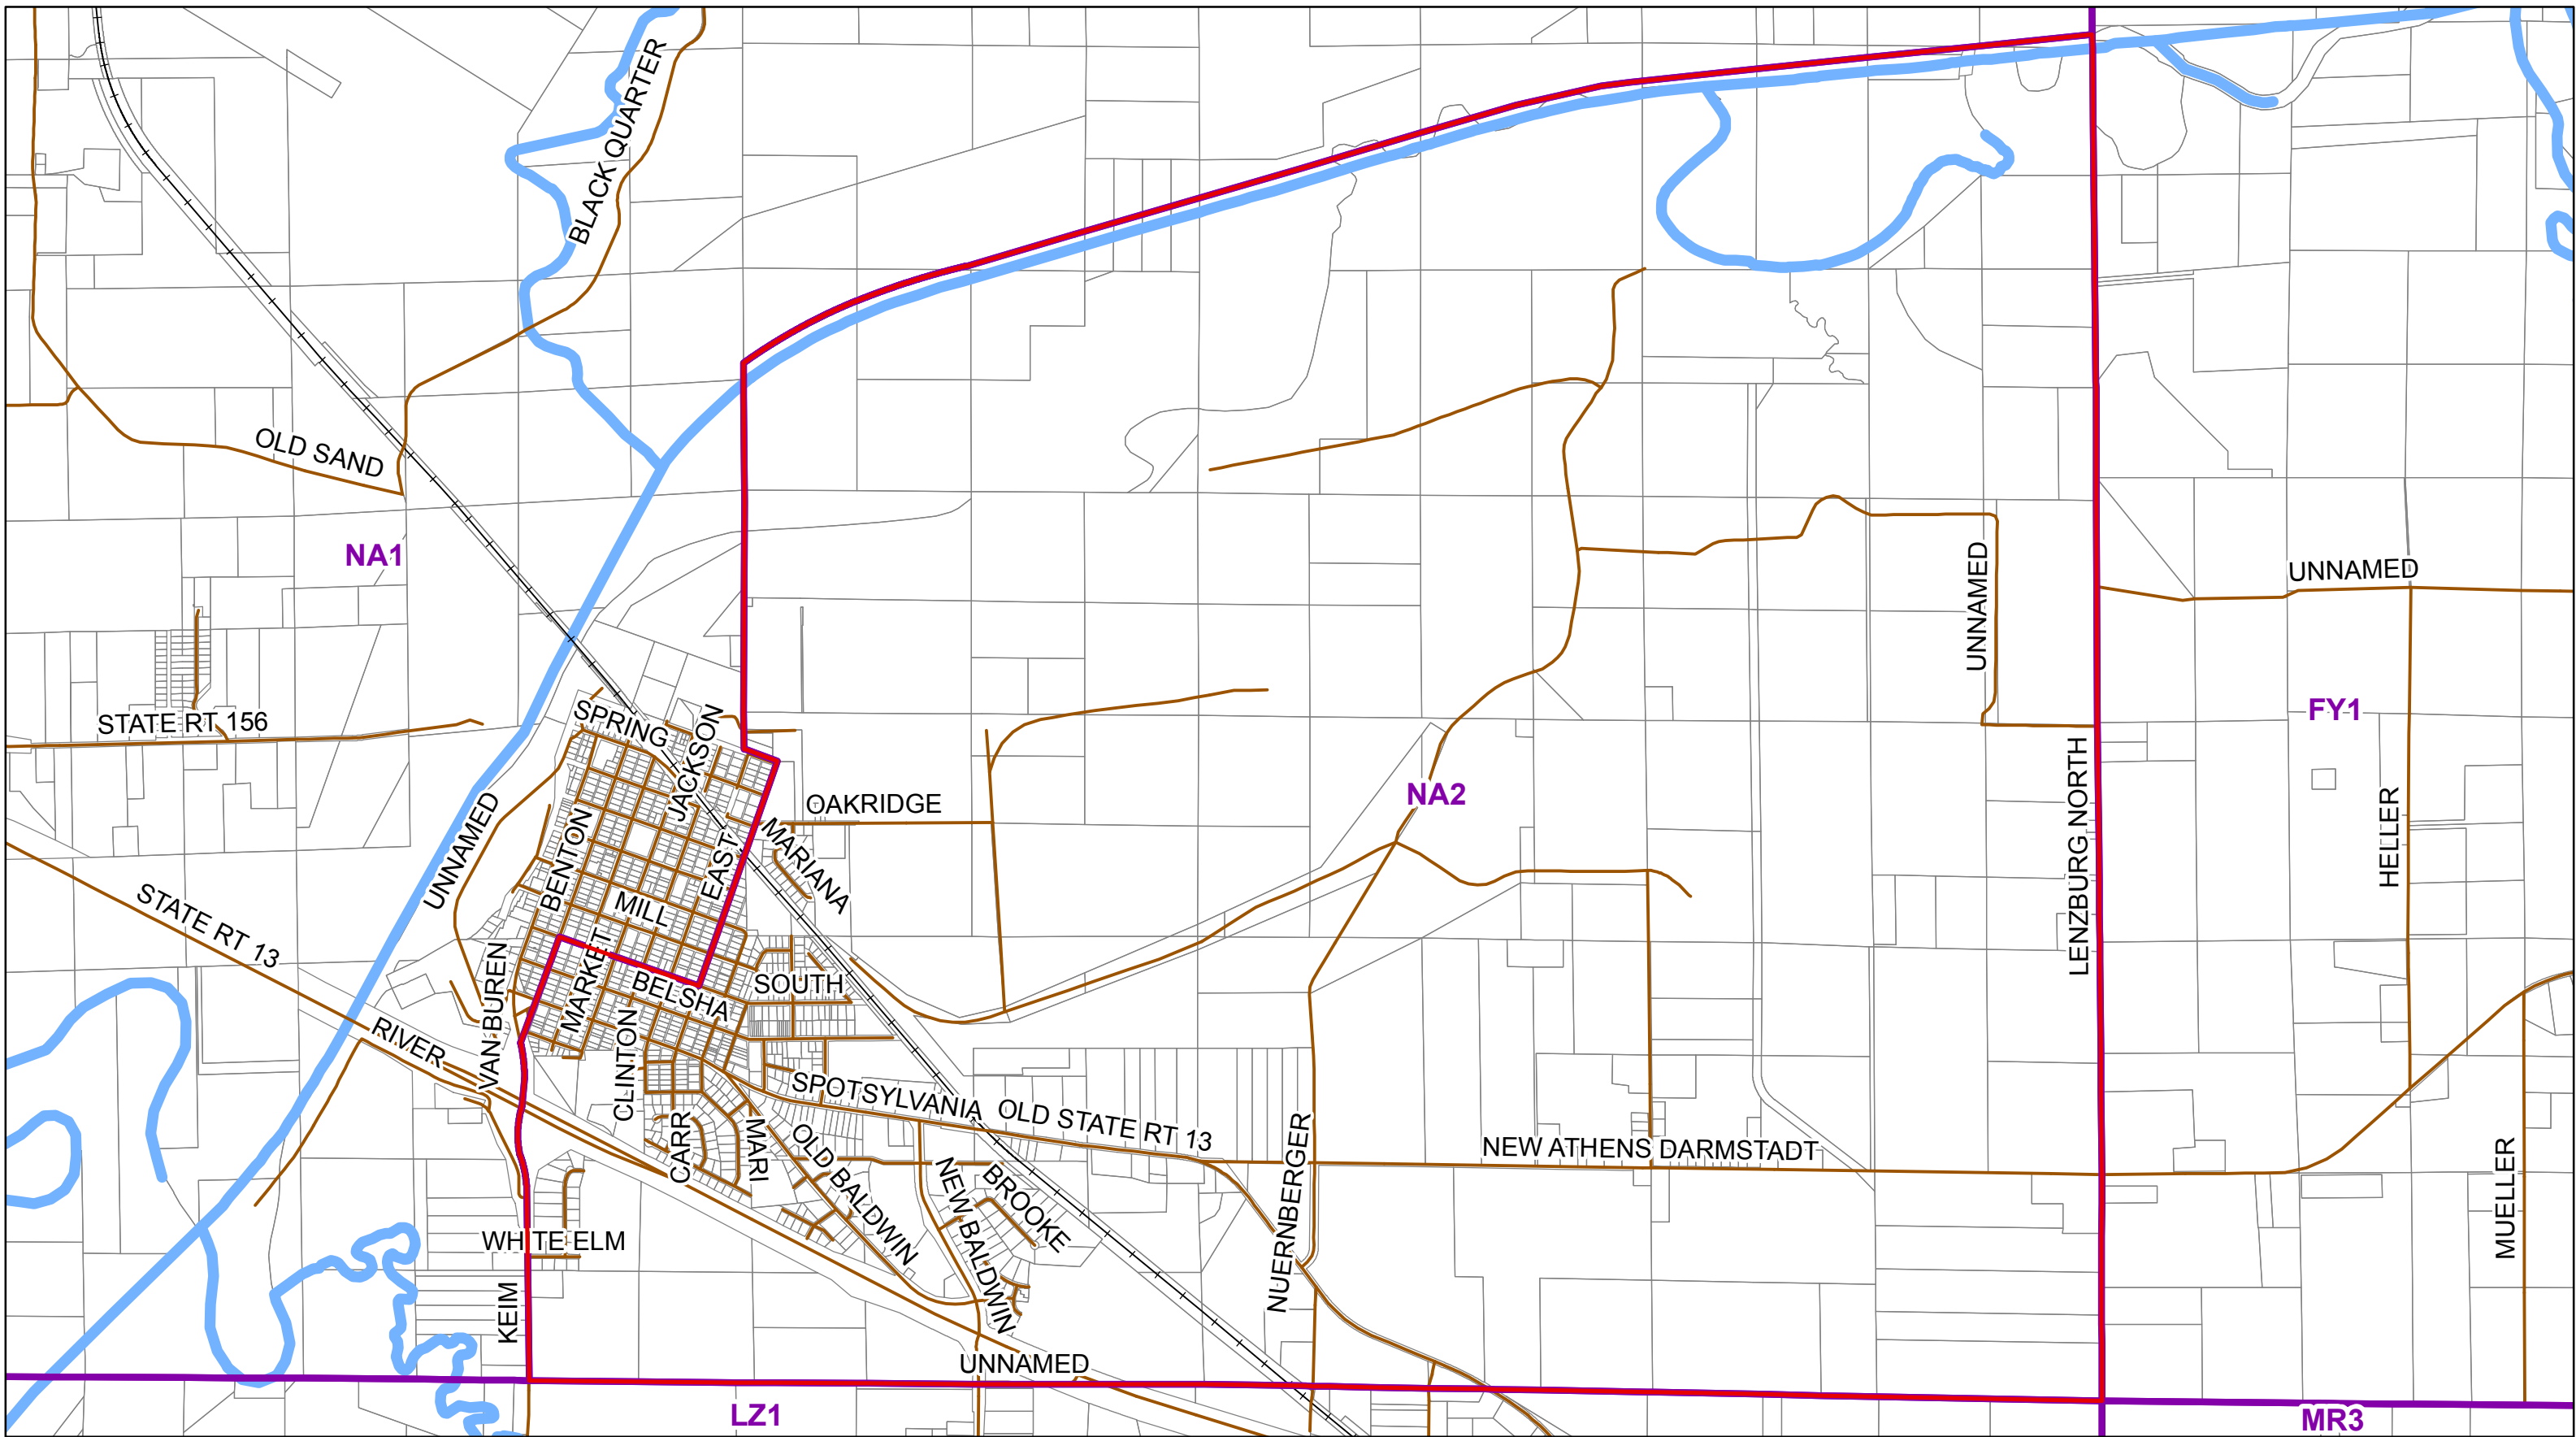 BLACK QUARTER
OLD SAND
NA1
UNNAMED
UNNAMED
STATE RT 156
SPRING
JACKSON
FY1
LENZBURG NORTH
NA2
OAKRIDGE
HELLER
UNNAMED
BENTON
EAST
MARIANA
MILL
STATE RT 13
MARKET
VAN BUREN
BELSHA
SOUTH
RIVER
CLINTON
SPOTSYLVANIA
OLD STATE RT 13
CARR
MARI
OLD BALDWIN
NEW BALDWIN
BROOKE
NUERNBERGER
NEW ATHENS DARMSTADT
MUELLER
WHITE ELM
KEIM
UNNAMED
LZ1
MR3